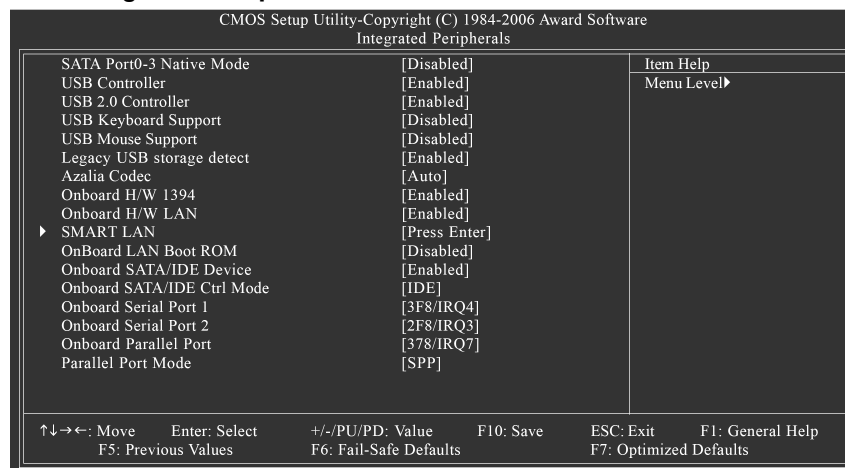 CMOS Setup Utility-Copyright (C) 1984-2006 Award Software
Integrated Peripherals
SATA Port0-3 Native Mode [Disabled] Item Help
USB Controller [Enabled] Menu Level▶
USB 2.0 Controller [Enabled]
USB Keyboard Support [Disabled]
USB Mouse Support [Disabled]
Legacy USB storage detect [Enabled]
Azalia Codec [Auto]
Onboard H/W 1394 [Enabled]
Onboard H/W LAN [Enabled]
▶ SMART LAN [Press Enter]
OnBoard LAN Boot ROM [Disabled]
Onboard SATA/IDE Device [Enabled]
Onboard SATA/IDE Ctrl Mode [IDE]
Onboard Serial Port 1 [3F8/IRQ4]
Onboard Serial Port 2 [2F8/IRQ3]
Onboard Parallel Port [378/IRQ7]
Parallel Port Mode [SPP]
↑↓→←: Move Enter: Select +/-/PU/PD: Value F10: Save ESC: Exit F1: General Help
F5: Previous Values F6: Fail-Safe Defaults F7: Optimized Defaults